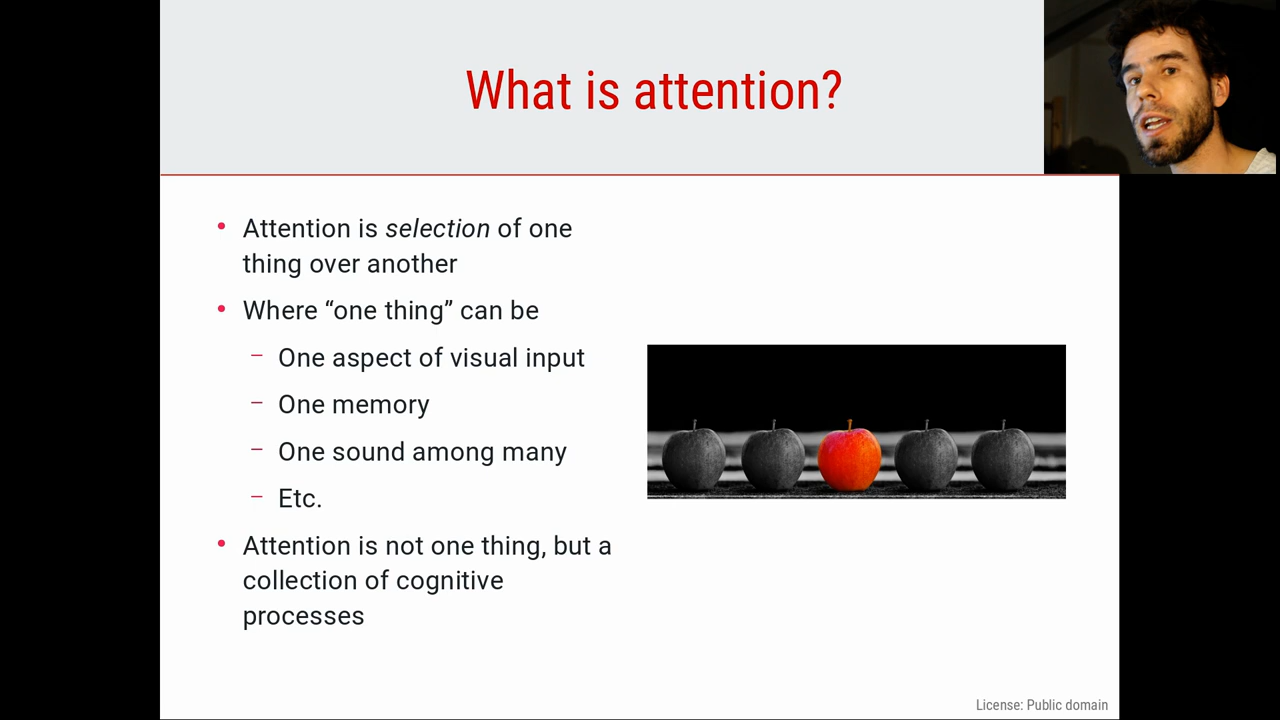 What is attention?
• Attention is selection of one
thing over another
• Where “one thing” can be
– One aspect of visual input
– One memory
– One sound among many
– Etc.
• Attention is not one thing, but a
collection of cognitive
processes
License: Public domain